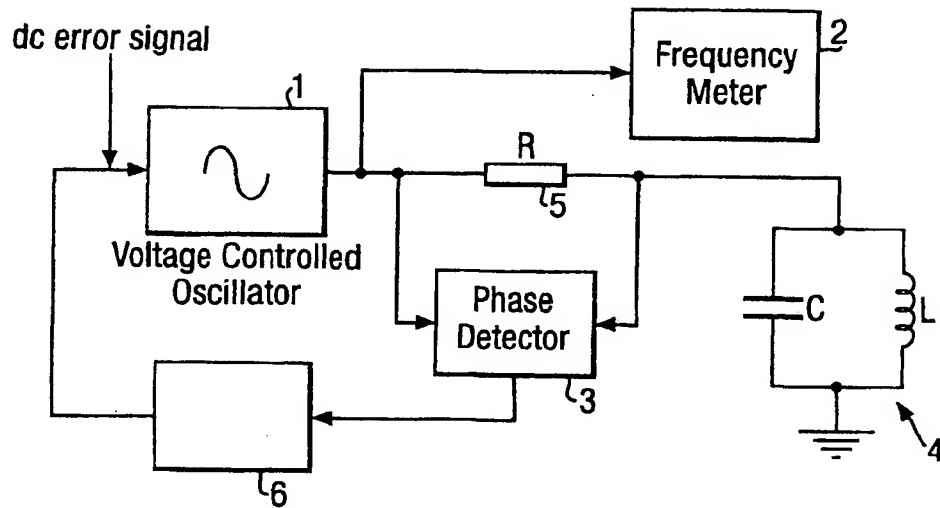 dc error signal
1
Voltage Controlled
Oscillator
Frequency
Meter
2
R
5
Phase
Detector
3
C
L
4
6